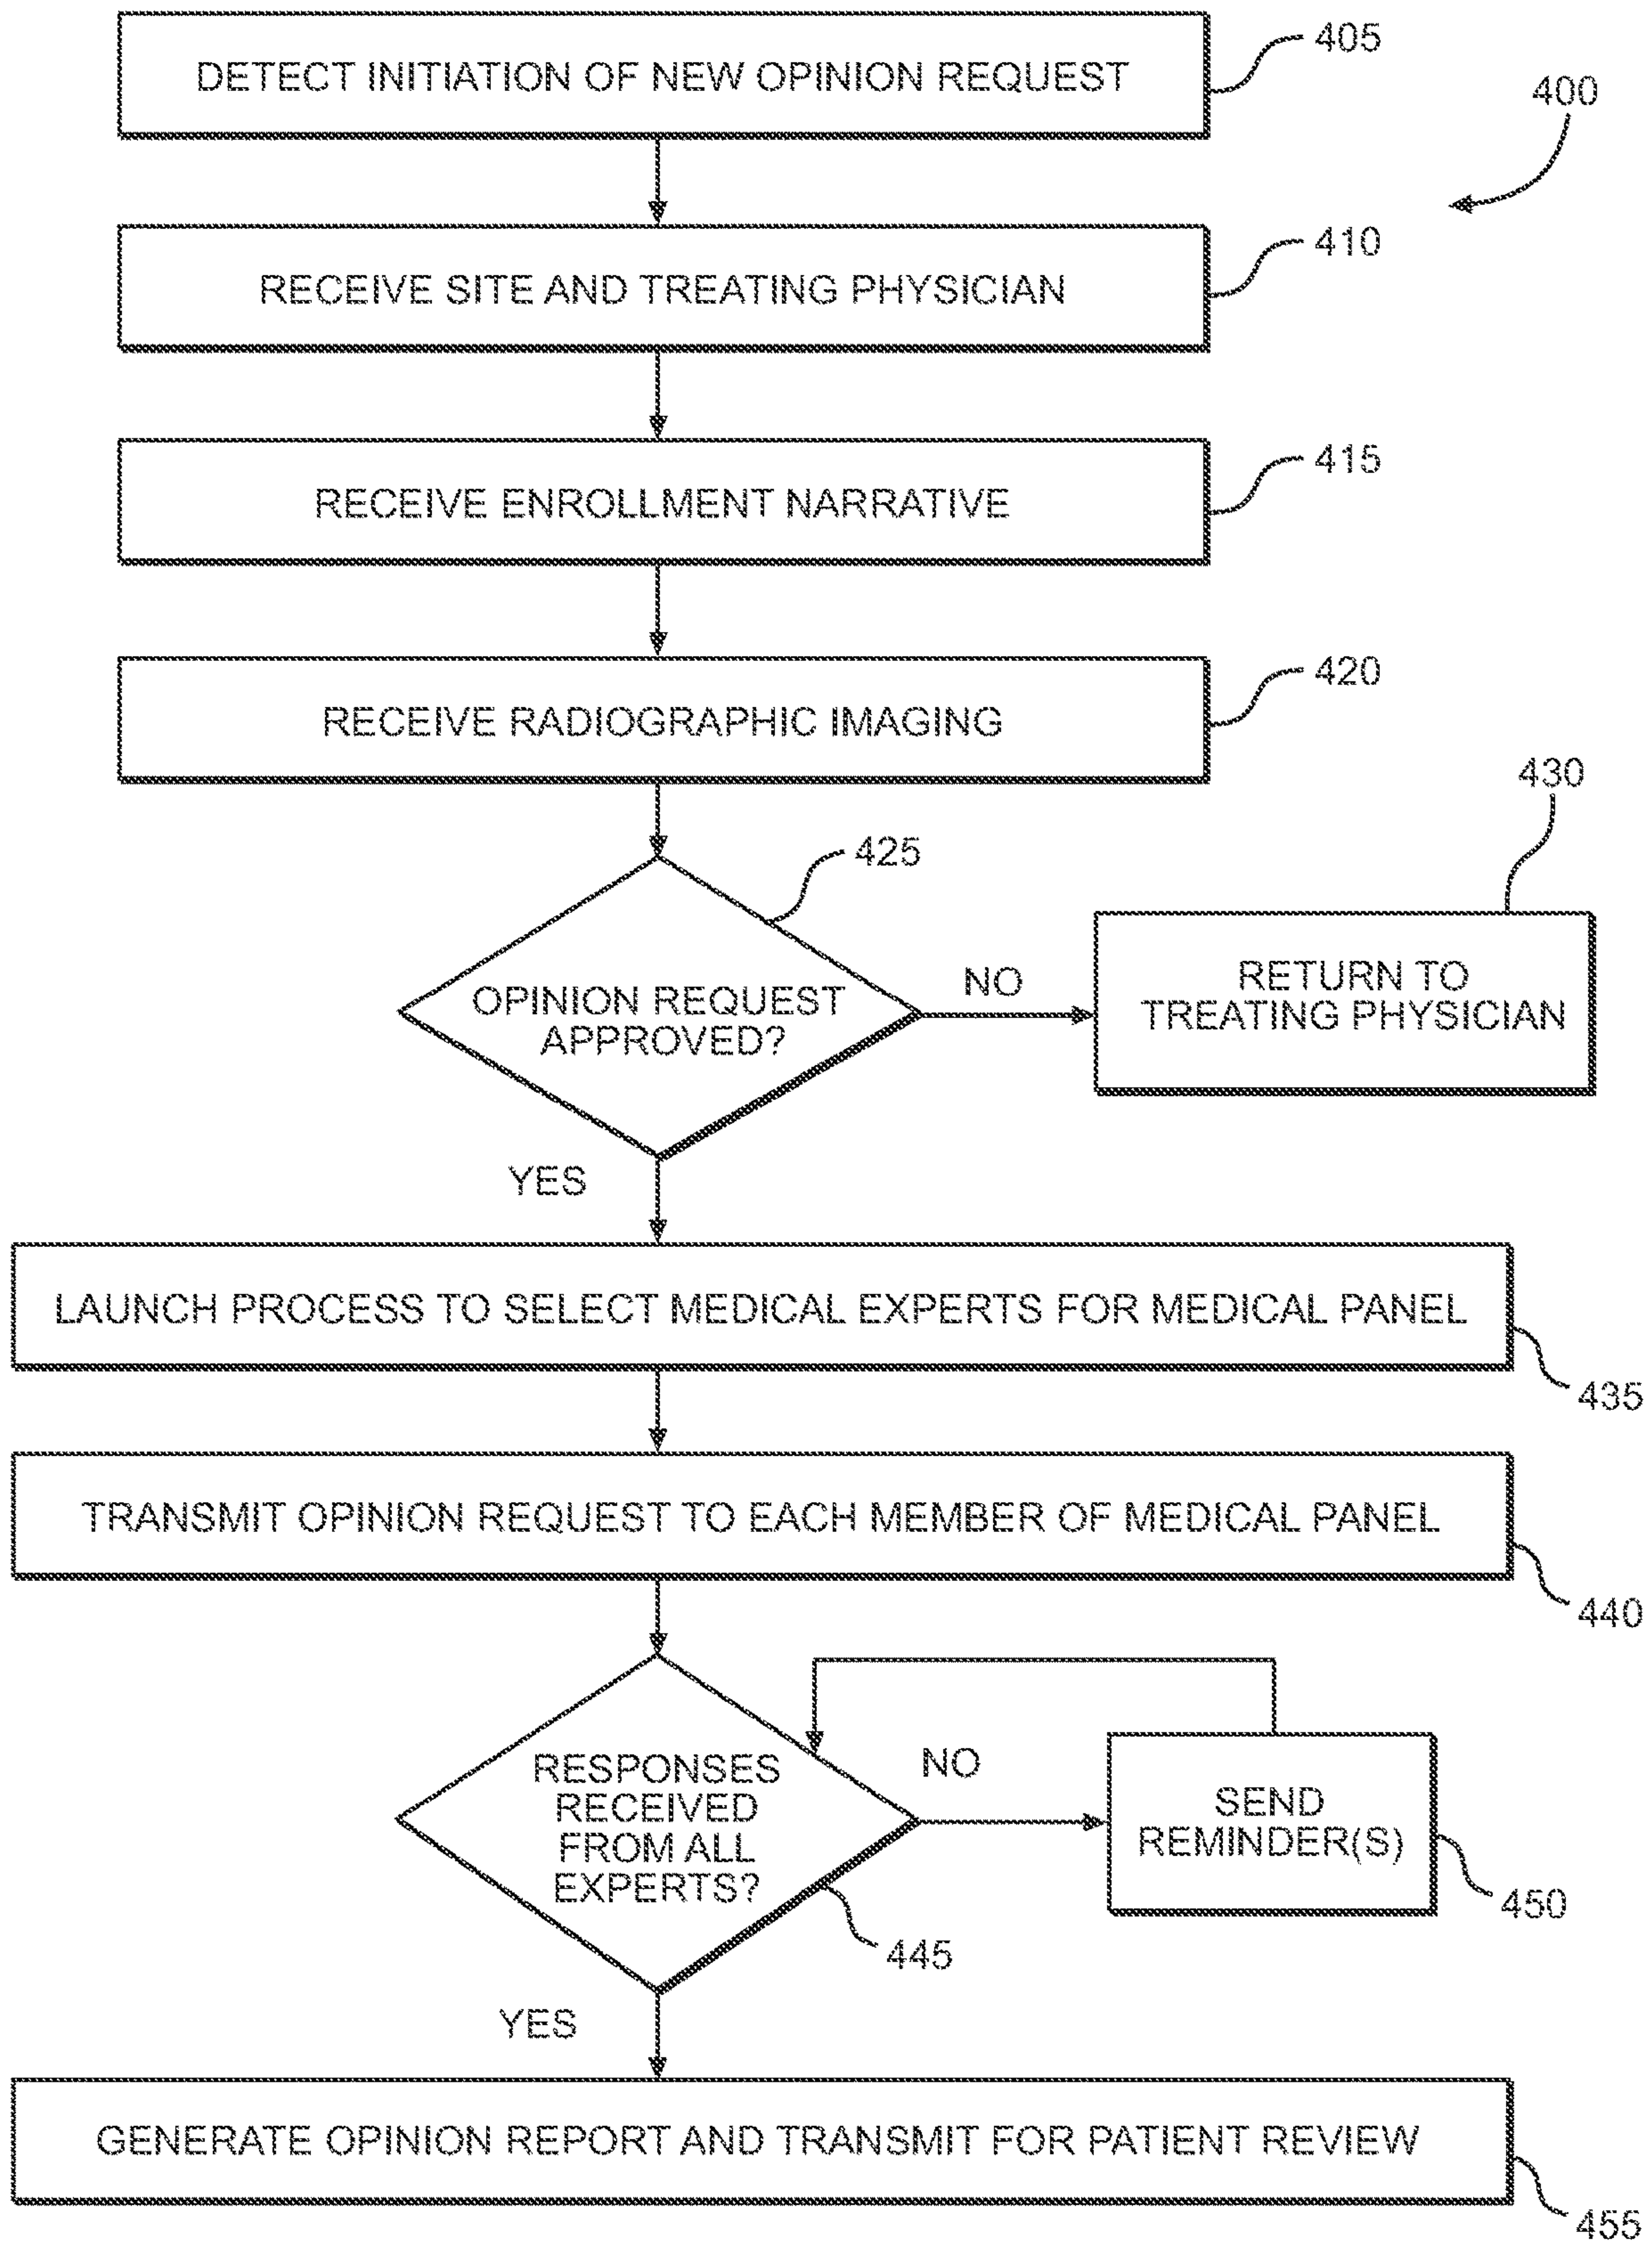 DETECT INITIATION OF NEW OPINION REQUEST
405
400
RECEIVE SITE AND TREATING PHYSICIAN
410
RECEIVE ENROLLMENT NARRATIVE
415
RECEIVE RADIOGRAPHIC IMAGING
420
430
425
OPINION REQUEST
APPROVED?
NO
RETURN TO
TREATING PHYSICIAN
YES
LAUNCH PROCESS TO SELECT MEDICAL EXPERTS FOR MEDICAL PANEL
435
TRANSMIT OPINION REQUEST TO EACH MEMBER OF MEDICAL PANEL
440
RESPONSES
RECEIVED
FROM ALL
EXPERTS?
NO
SEND
REMINDER(S)
450
445
YES
GENERATE OPINION REPORT AND TRANSMIT FOR PATIENT REVIEW
455